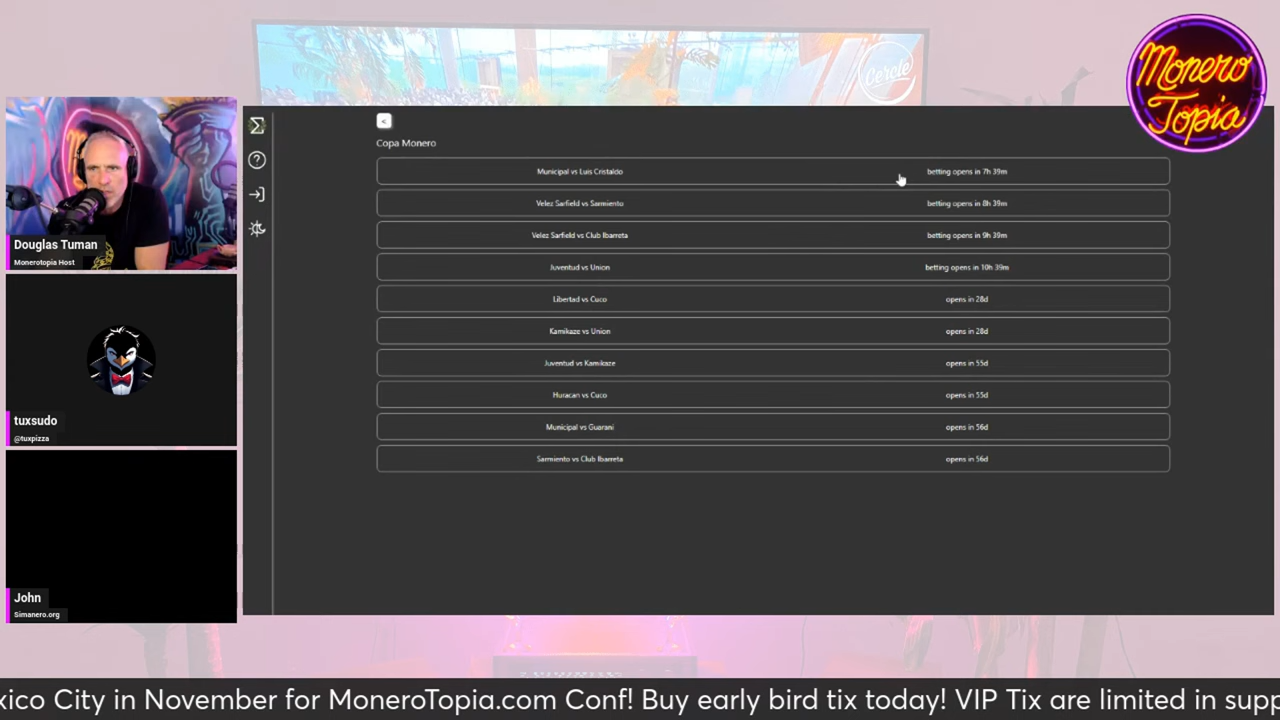 Cercle
Monero
Topia
<
Copa Monero
Municipal vs Luis Cristaldo betting opens in 7h 39m
Velez Sarfield vs Sarmiento betting opens in 8h 39m
Velez Sarfield vs Club Ibarreta betting opens in 9h 39m
Juventud vs Union betting opens in 10h 39m
Libertad vs Cuco opens in 28d
Kamikaze vs Union opens in 28d
Juventud vs Kamikaze opens in 55d
Huracan vs Cuco opens in 55d
Municipal vs Guarani opens in 56d
Sarmiento vs Club Ibarreta opens in 56d
Douglas Tuman
Monerotopia Host
tuxsudo
@tuxpizza
John
Simanero.org
xico City in November for MoneroTopia.com Conf! Buy early bird tix today! VIP Tix are limited in supp